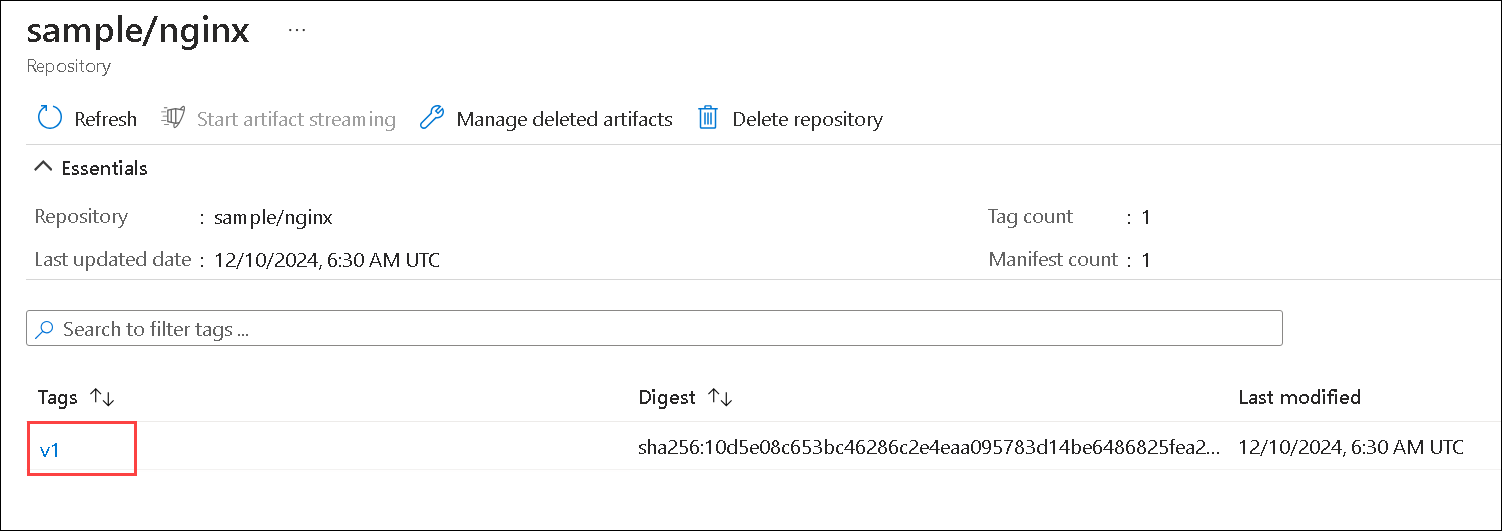 sample/nginx ...
Repository
Refresh Start artifact streaming Manage deleted artifacts Delete repository
Essentials
Repository : sample/nginx Tag count : 1
Last updated date : 12/10/2024, 6:30 AM UTC Manifest count : 1
Search to filter tags ...
Tags Digest Last modified
v1 sha256:10d5e08c653bc46286c2e4eaa095783d14be6486825fea2... 12/10/2024, 6:30 AM UTC